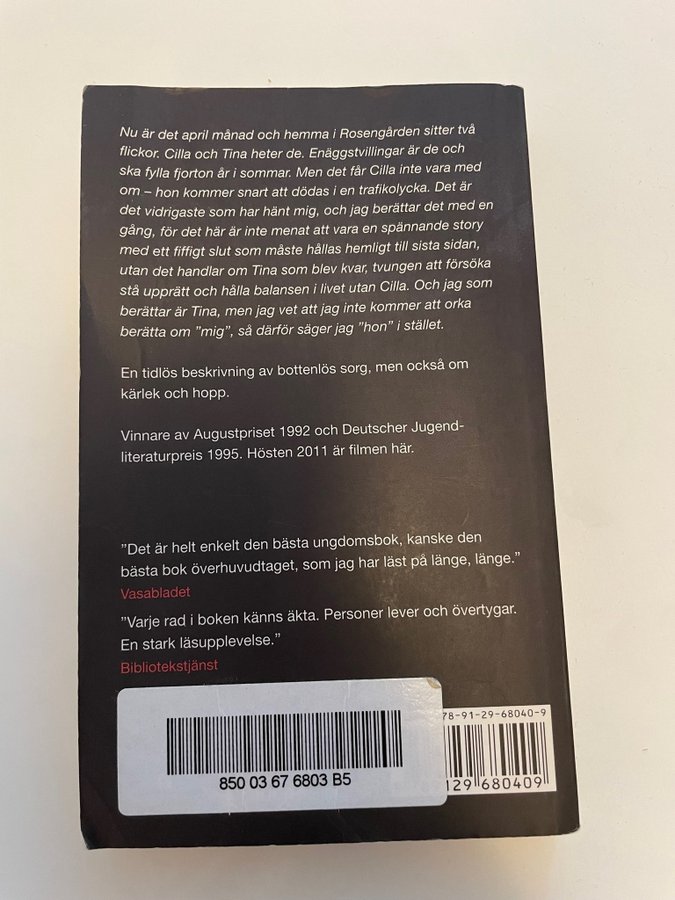 Nu är det april månad och hemma i Rosengården sitter två
flickor. Cilla och Tina heter de. Enäggstvillingar är de och
ska fylla fjorton år i sommar. Men det får Cilla inte vara med
om – hon kommer snart att dödas i en trafikolycka. Det är
det vidrigaste som har hänt mig, och jag berättar det med en
gång, för det här är inte menat att vara en spännande story
med ett fiffigt slut som måste hållas hemligt till sista sidan,
utan det handlar om Tina som blev kvar, tvungen att försöka
stå upprätt och hålla balansen i livet utan Cilla. Och jag som
berättar är Tina, men jag vet att jag inte kommer att orka
berätta om ”mig”, så därför säger jag ”hon” i stället.
En tidlös beskrivning av bottenlös sorg, men också om
kärlek och hopp.
Vinnare av Augustpriset 1992 och Deutscher Jugend-
literaturpreis 1995. Hösten 2011 är filmen här.
”Det är helt enkelt den bästa ungdomsbok, kanske den
bästa bok överhuvudtaget, som jag har läst på länge, länge.”
Vasabladet
”Varje rad i boken känns äkta. Personer lever och övertygar.
En stark läsupplevelse.”
Bibliotekstjänst
78-91-29-68040-9
850 03 67 6803 B5
129 680409